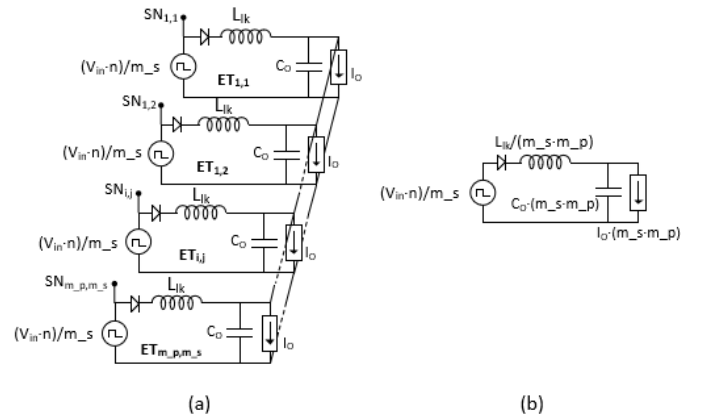 SN1,1
Llk
(Vin·n)/m_s
CO
IO
ET1,1
SN1,2
Llk
(Vin·n)/m_s
CO
IO
ET1,2
SNi,j
Llk
(Vin·n)/m_s
CO
IO
ETi,j
SNm_p,m_s
Llk
(Vin·n)/m_s
CO
IO
ETm_p,m_s
(a)
Llk/(m_s·m_p)
(Vin·n)/m_s
CO·(m_s·m_p)
IO·(m_s·m_p)
(b)